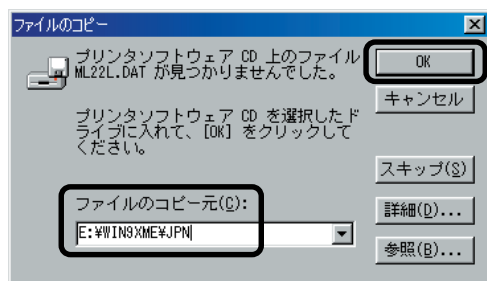 ファイルのコピー
プリンタソフトウェア CD 上のファイル
ML22L.DAT が見つかりませんでした。
プリンタソフトウェア CD を選択したド
ライブに入れて、[OK] をクリックして
ください。
ファイルのコピー元(C):
E:¥WIN9XME¥JPN
OK
キャンセル
スキップ(S)
詳細(D)...
参照(B)...